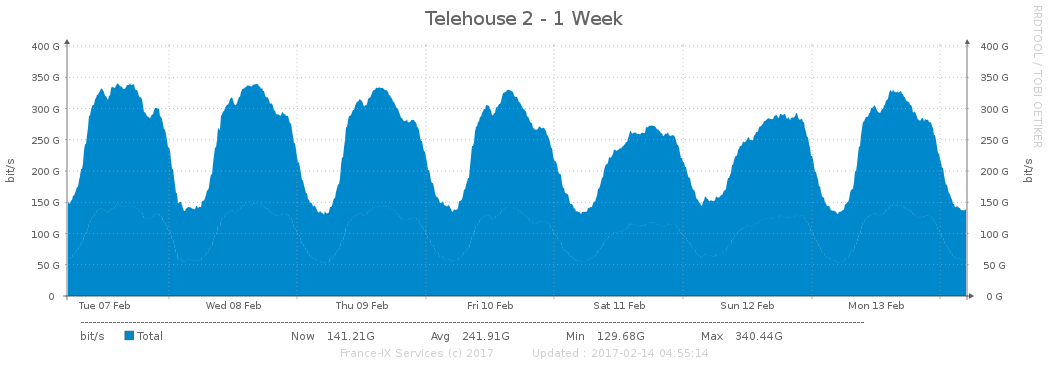 Telehouse 2 - 1 Week
RRDTOOL / TOBI OETIKER
400 G 400 G
350 G 350 G
300 G 300 G
250 G 250 G
200 G 200 G
150 G 150 G
100 G 100 G
50 G 50 G
0 0 G
bit/s bit/s
Tue 07 Feb Wed 08 Feb Thu 09 Feb Fri 10 Feb Sat 11 Feb Sun 12 Feb Mon 13 Feb
bit/s Total Now 141.21G Avg 241.91G Min 129.68G Max 340.44G
France-IX Services (c) 2017 Updated : 2017-02-14 04:55:14